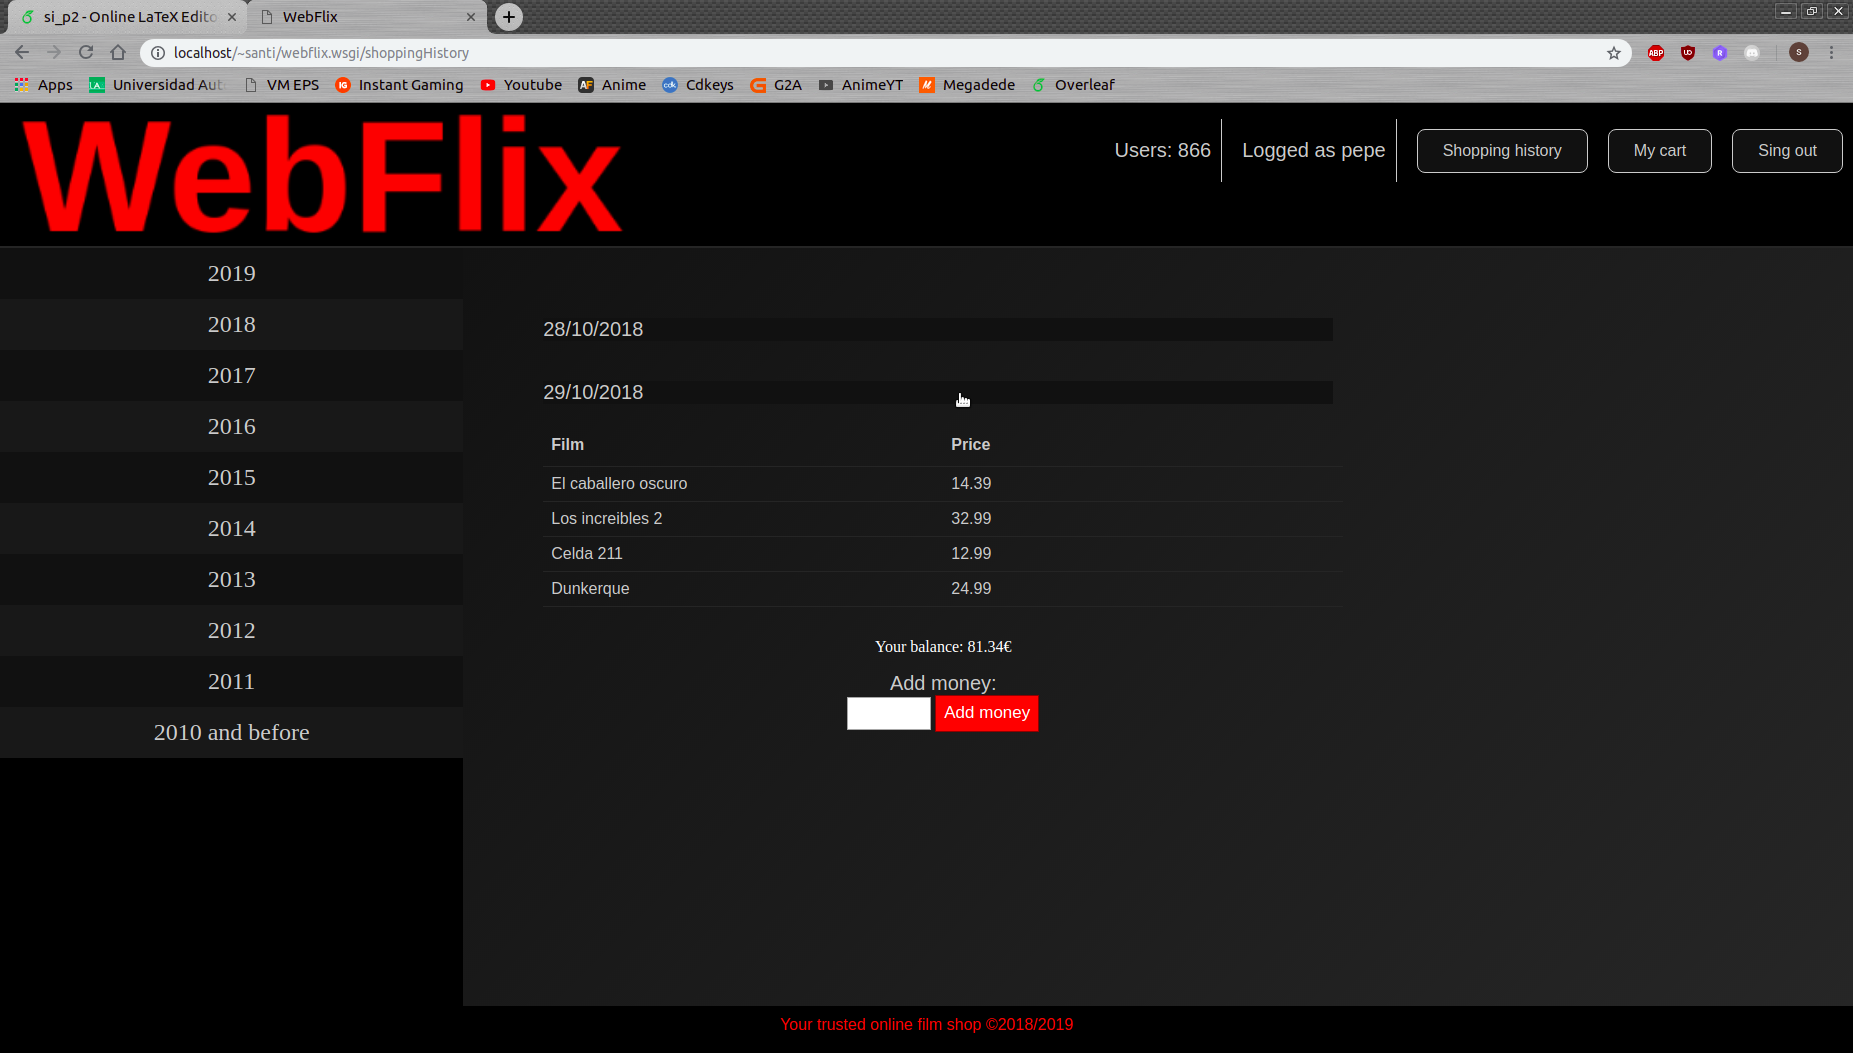 si_p2 - Online LaTeX Edito
WebFlix
localhost/~santi/webflix.wsgi/shoppingHistory
ABP
UD
R
S
Apps
Universidad Aut
VM EPS
IG
Instant Gaming
Youtube
AF
Anime
cdk
Cdkeys
G2A
AnimeYT
Megadede
Overleaf
WebFlix
Users: 866
Logged as pepe
Shopping history
My cart
Sing out
2019
2018
2017
2016
2015
2014
2013
2012
2011
2010 and before
28/10/2018
29/10/2018
Film Price
El caballero oscuro 14.39
Los increibles 2 32.99
Celda 211 12.99
Dunkerque 24.99
Your balance: 81.34€
Add money:
Add money
Your trusted online film shop ©2018/2019